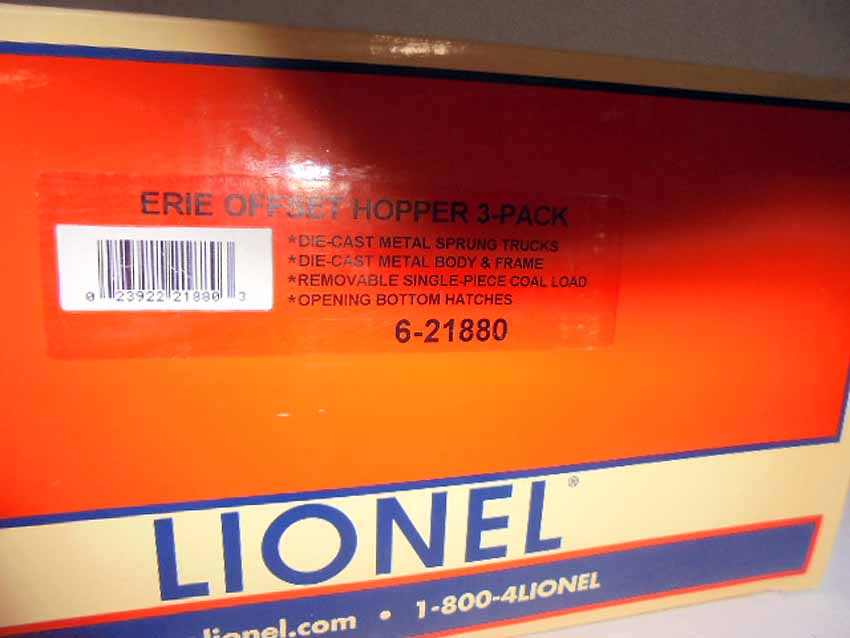 ERIE OFFSET HOPPER 3-PACK
*DIE-CAST METAL SPRUNG TRUCKS
*DIE-CAST METAL BODY & FRAME
*REMOVABLE SINGLE-PIECE COAL LOAD
*OPENING BOTTOM HATCHES
0 23922 21880 3
6-21880
LIONEL®
lionel.com • 1-800-4LIONEL